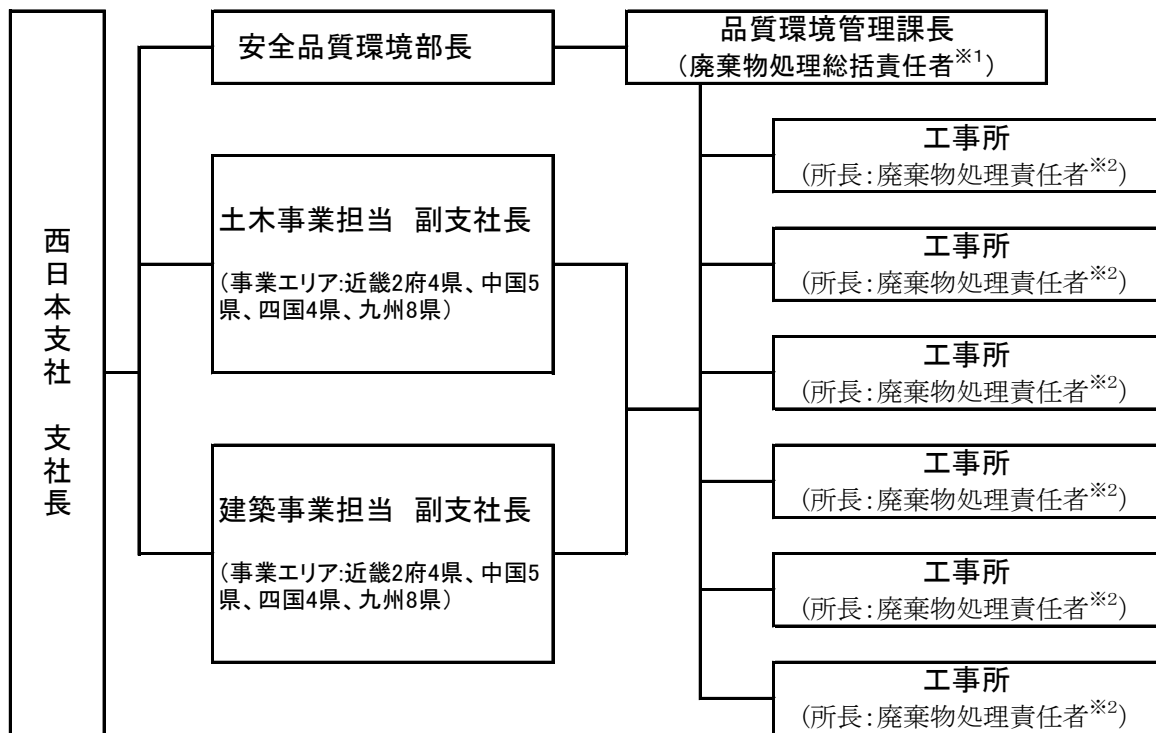 西日本支社 支社長
安全品質環境部長
品質環境管理課長
（廃棄物処理総括責任者※1）
土木事業担当 副支社長
（事業エリア:近畿2府4県、中国5
県、四国4県、九州8県）
建築事業担当 副支社長
（事業エリア:近畿2府4県、中国5
県、四国4県、九州8県）
工事所
（所長：廃棄物処理責任者※2）
工事所
（所長：廃棄物処理責任者※2）
工事所
（所長：廃棄物処理責任者※2）
工事所
（所長：廃棄物処理責任者※2）
工事所
（所長：廃棄物処理責任者※2）
工事所
（所長：廃棄物処理責任者※2）